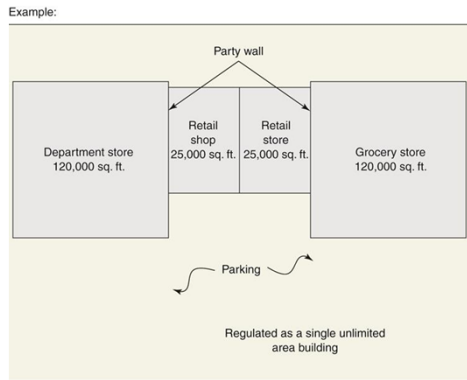 Example:
Party wall
Department store
120,000 sq. ft.
Retail
shop
25,000 sq. ft.
Retail
store
25,000 sq. ft.
Grocery store
120,000 sq. ft.
Parking
Regulated as a single unlimited
area building